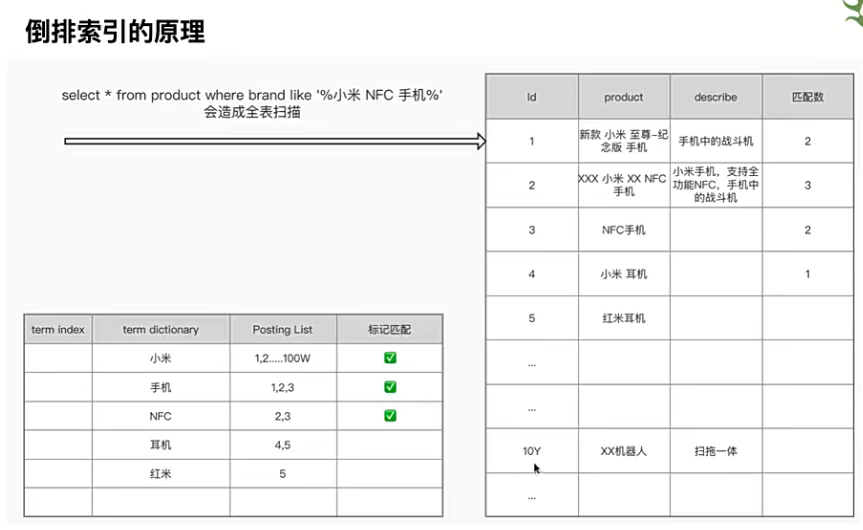 倒排索引的原理
select * from product where brand like '%小米 NFC 手机%'
会造成全表扫描
Id product describe 匹配数
1 新款 小米 至尊-纪念版 手机 手机中的战斗机 2
2 XXX 小米 XX NFC 手机 小米手机，支持全功能NFC，手机中的战斗机 3
3 NFC手机 2
4 小米 耳机 1
5 红米耳机
...
...
10Y XX机器人 扫拖一体
...
term index term dictionary Posting List 标记匹配
小米 1,2.....100W ✅
手机 1,2,3 ✅
NFC 2,3 ✅
耳机 4,5
红米 5